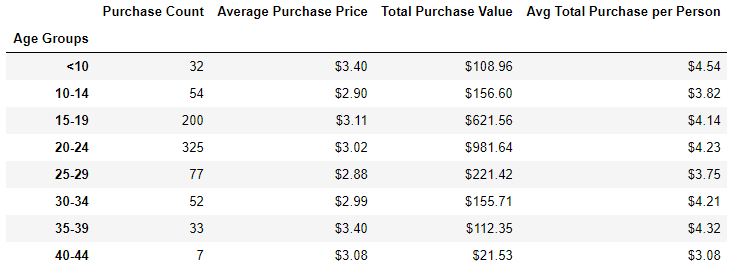 Purchase Count Average Purchase Price Total Purchase Value Avg Total Purchase per Person
Age Groups
<10 32 $3.40 $108.96 $4.54
10-14 54 $2.90 $156.60 $3.82
15-19 200 $3.11 $621.56 $4.14
20-24 325 $3.02 $981.64 $4.23
25-29 77 $2.88 $221.42 $3.75
30-34 52 $2.99 $155.71 $4.21
35-39 33 $3.40 $112.35 $4.32
40-44 7 $3.08 $21.53 $3.08